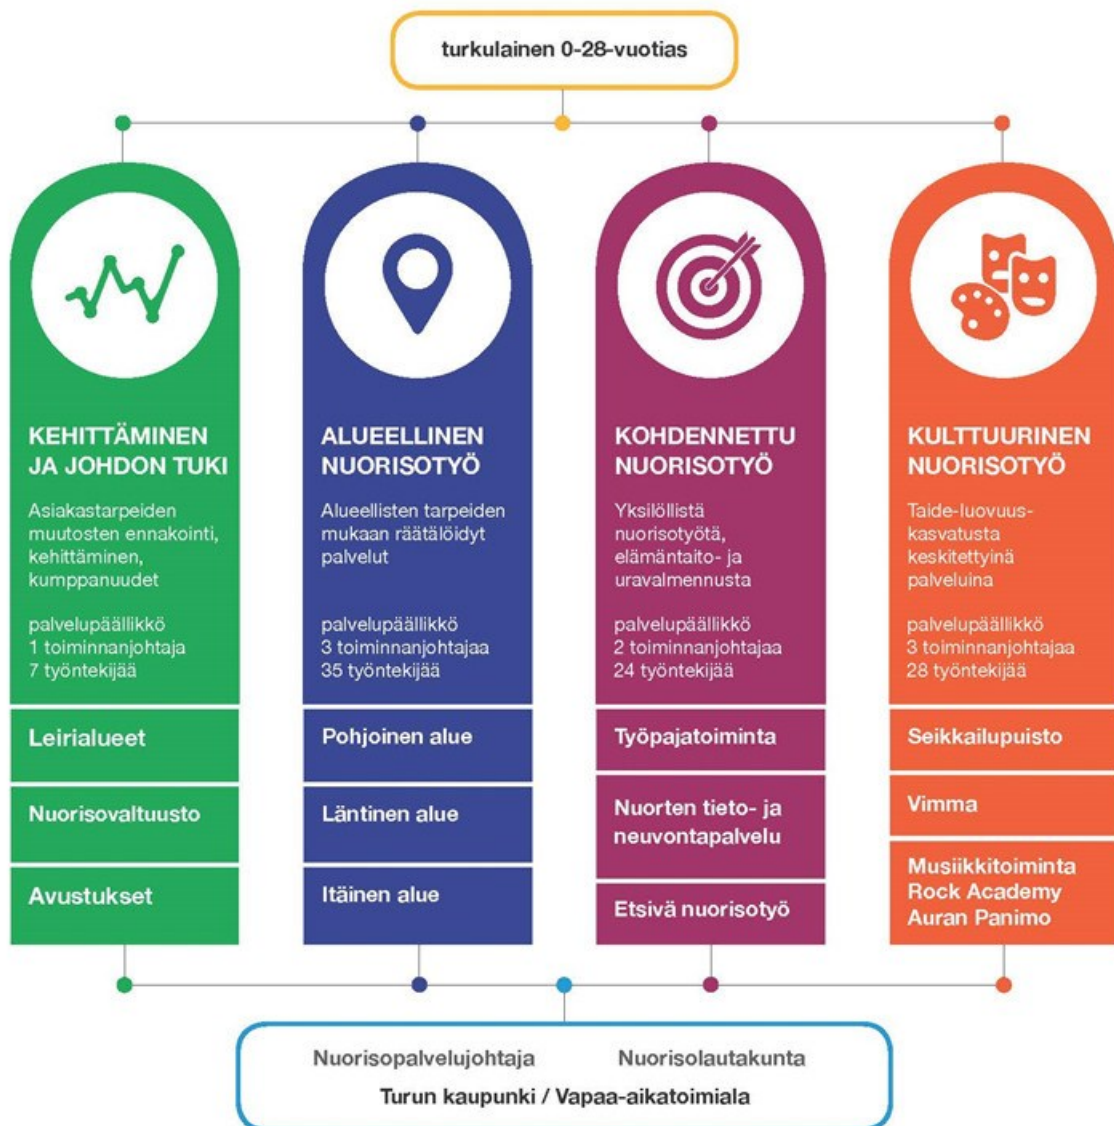 turkulainen 0-28-vuotias
KEHITTÄMINEN
JA JOHDON TUKI
Asiakastarpeiden
muutosten ennakointi,
kehittäminen,
kumppanuudet
palvelupäällikkö
1 toiminnanjohtaja
7 työntekijää
Leirialueet
Nuorisovaltuusto
Avustukset
ALUEELLINEN
NUORISOTYÖ
Alueellisten tarpeiden
mukaan räätälöidyt
palvelut
palvelupäällikkö
3 toiminnanjohtajaa
35 työntekijää
Pohjoinen alue
Läntinen alue
Itäinen alue
KOHDENNETTU
NUORISOTYÖ
Yksilöllistä
nuorisotyötä,
elämäntaito- ja
uravalmennusta
palvelupäällikkö
2 toiminnanjohtajaa
24 työntekijää
Työpajatoiminta
Nuorten tieto- ja
neuvontapalvelu
Etsivä nuorisotyö
KULTTUURINEN
NUORISOTYÖ
Taide-luovuus-
kasvatusta
keskitettyinä
palveluina
palvelupäällikkö
3 toiminnanjohtajaa
28 työntekijää
Seikkailupuisto
Vimma
Musiikkitoiminta
Rock Academy
Auran Panimo
Nuorisopalvelujohtaja Nuorisolautakunta
Turun kaupunki / Vapaa-aikatoimiala